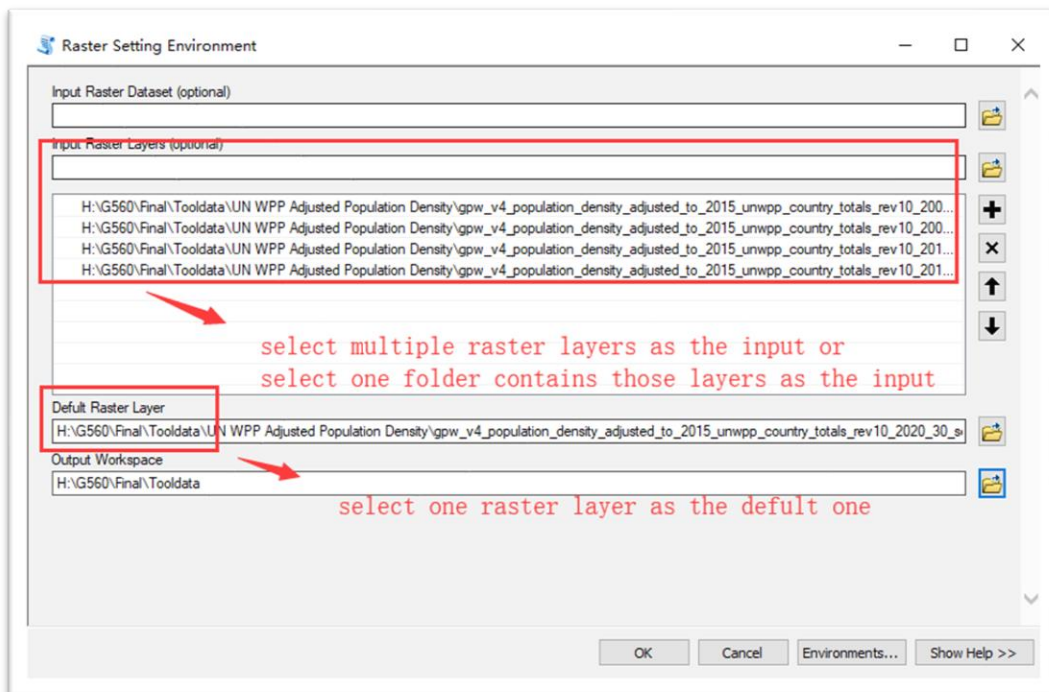 Raster Setting Environment
Input Raster Dataset (optional)
Input Raster Layers (optional)
H:\G560\Final\Tooldata\UN WPP Adjusted Population Density\gpw_v4_population_density_adjusted_to_2015_unwpp_country_totals_rev10_200...
H:\G560\Final\Tooldata\UN WPP Adjusted Population Density\gpw_v4_population_density_adjusted_to_2015_unwpp_country_totals_rev10_200...
H:\G560\Final\Tooldata\UN WPP Adjusted Population Density\gpw_v4_population_density_adjusted_to_2015_unwpp_country_totals_rev10_201...
H:\G560\Final\Tooldata\UN WPP Adjusted Population Density\gpw_v4_population_density_adjusted_to_2015_unwpp_country_totals_rev10_201...
select multiple raster layers as the input or
select one folder contains those layers as the input
Defult Raster Layer
H:\G560\Final\Tooldata\UN WPP Adjusted Population Density\gpw_v4_population_density_adjusted_to_2015_unwpp_country_totals_rev10_2020_30_s
Output Workspace
H:\G560\Final\Tooldata
select one raster layer as the defult one
OK Cancel Environments... Show Help >>